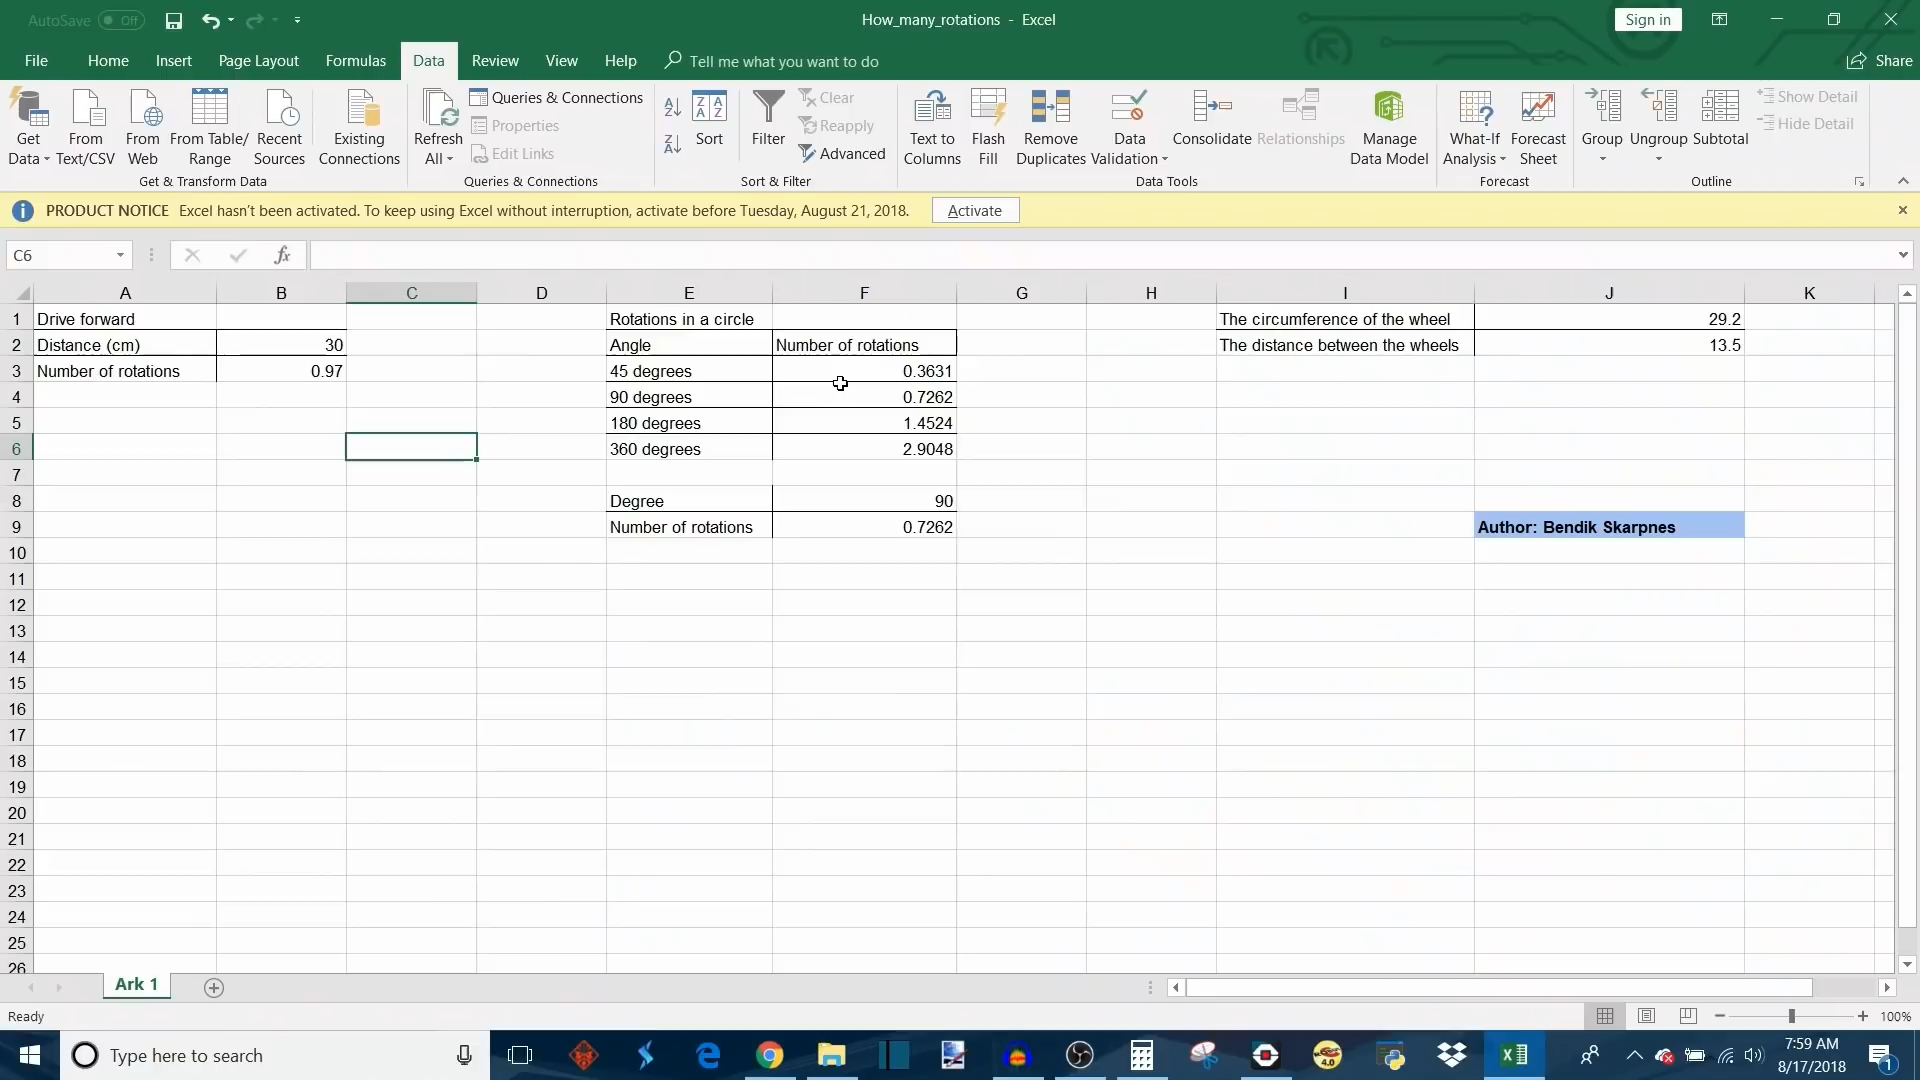 AutoSave Off
How_many_rotations - Excel
Sign in
File Home Insert Page Layout Formulas Data Review View Help Tell me what you want to do Share
Get Data
From Text/CSV
From Web
From Table/ Range
Recent Sources
Existing Connections
Get & Transform Data
Refresh All
Queries & Connections
Properties
Edit Links
Queries & Connections
Sort
Filter
Clear
Reapply
Advanced
Sort & Filter
Text to Columns
Flash Fill
Remove Duplicates
Data Validation
Consolidate
Relationships
Manage Data Model
Data Tools
What-If Analysis
Forecast Sheet
Forecast
Group
Ungroup
Subtotal
Show Detail
Hide Detail
Outline
PRODUCT NOTICE Excel hasn't been activated. To keep using Excel without interruption, activate before Tuesday, August 21, 2018. Activate
C6 fx
A B C D E F G H I J K
1 Drive forward Rotations in a circle The circumference of the wheel 29.2
2 Distance (cm) 30 Angle Number of rotations The distance between the wheels 13.5
3 Number of rotations 0.97 45 degrees 0.3631
4 90 degrees 0.7262
5 180 degrees 1.4524
6 360 degrees 2.9048
7
8 Degree 90
9 Number of rotations 0.7262 Author: Bendik Skarpnes
10
11
12
13
14
15
16
17
18
19
20
21
22
23
24
25
26
Ark 1
Ready 100%
Type here to search
4.0
7:59 AM
8/17/2018
1